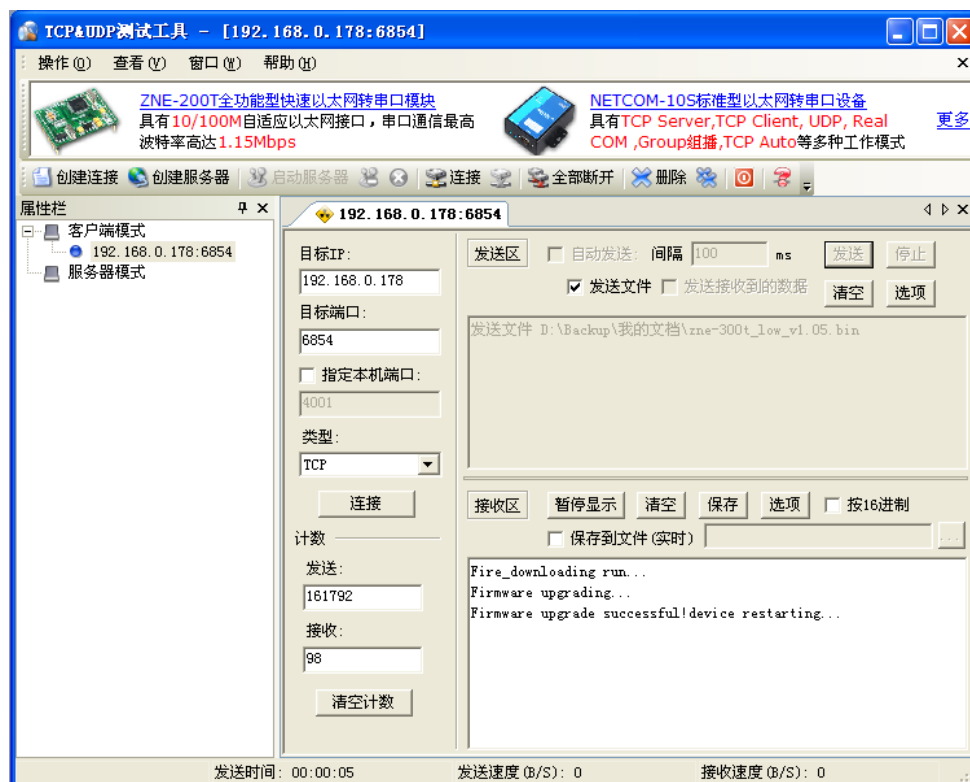 TCP&UDP测试工具 - [192.168.0.178:6854]
操作(O) 查看(V) 窗口(W) 帮助(H)
ZNE-200T全功能型快速以太网转串口模块
具有10/100M自适应以太网接口，串口通信最高
波特率高达1.15Mbps
NETCOM-10S标准型以太网转串口设备
具有TCP Server,TCP Client, UDP, Real
COM ,Group组播,TCP Auto等多种工作模式
更多
创建连接 创建服务器 启动服务器 连接 全部断开 删除
属性栏
客户端模式
192.168.0.178:6854
服务器模式
192.168.0.178:6854
目标IP:
192.168.0.178
目标端口:
6854
指定本机端口:
4001
类型:
TCP
连接
计数
发送:
161792
接收:
98
清空计数
发送区 自动发送: 间隔 100 ms 发送 停止
发送文件 发送接收到的数据 清空 选项
发送文件 D:\Backup\我的文档\zne-300t_low_v1.05.bin
接收区 暂停显示 清空 保存 选项 按16进制
保存到文件(实时) ...
Fire_downloading run...
Firmware upgrading...
Firmware upgrade successful!device restarting...
发送时间: 00:00:05 发送速度(B/S): 0 接收速度(B/S): 0